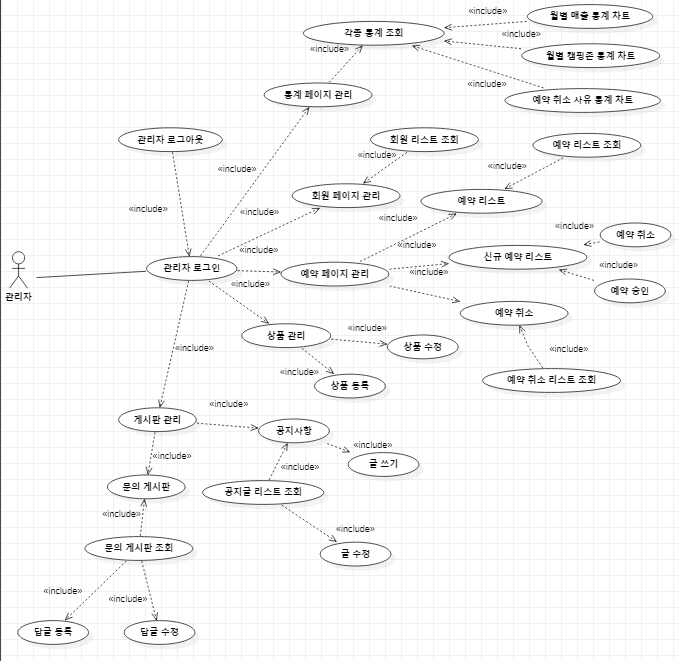 월별 매출 통계 차트
«include»
각종 통계 조회
«include»
«include»
월별 캠핑존 통계 차트
«include»
통계 페이지 관리
예약 취소 사유 통계 차트
관리자 로그아웃
회원 리스트 조회
예약 리스트 조회
«include»
«include»
«include»
회원 페이지 관리
예약 리스트
«include»
«include»
«include»
«include»
예약 취소
«include»
«include»
신규 예약 리스트
관리자 로그인
예약 페이지 관리
«include»
«include»
«include»
예약 승인
관리자
예약 취소
«include»
상품 관리
«include»
상품 수정
«include»
«include»
상품 등록
예약 취소 리스트 조회
«include»
게시판 관리
공지사항
«include»
«include»
글 쓰기
«include»
문의 게시판
공지글 리스트 조회
«include»
«include»
문의 게시판 조회
글 수정
«include»
«include»
답글 등록
답글 수정